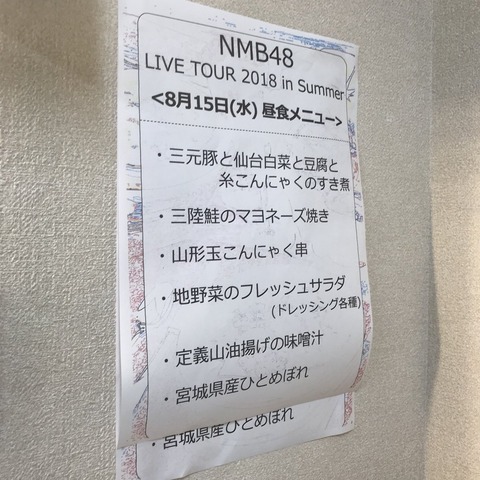 NMB48
LIVE TOUR 2018 in Summer
<8月15日(水) 昼食メニュー>
・三元豚と仙台白菜と豆腐と
糸こんにゃくのすき煮
・三陸鮭のマヨネーズ焼き
・山形玉こんにゃく串
・地野菜のフレッシュサラダ
(ドレッシング各種)
・定義山油揚げの味噌汁
・宮城県産ひとめぼれ
・宮城県産ひとめぼれ